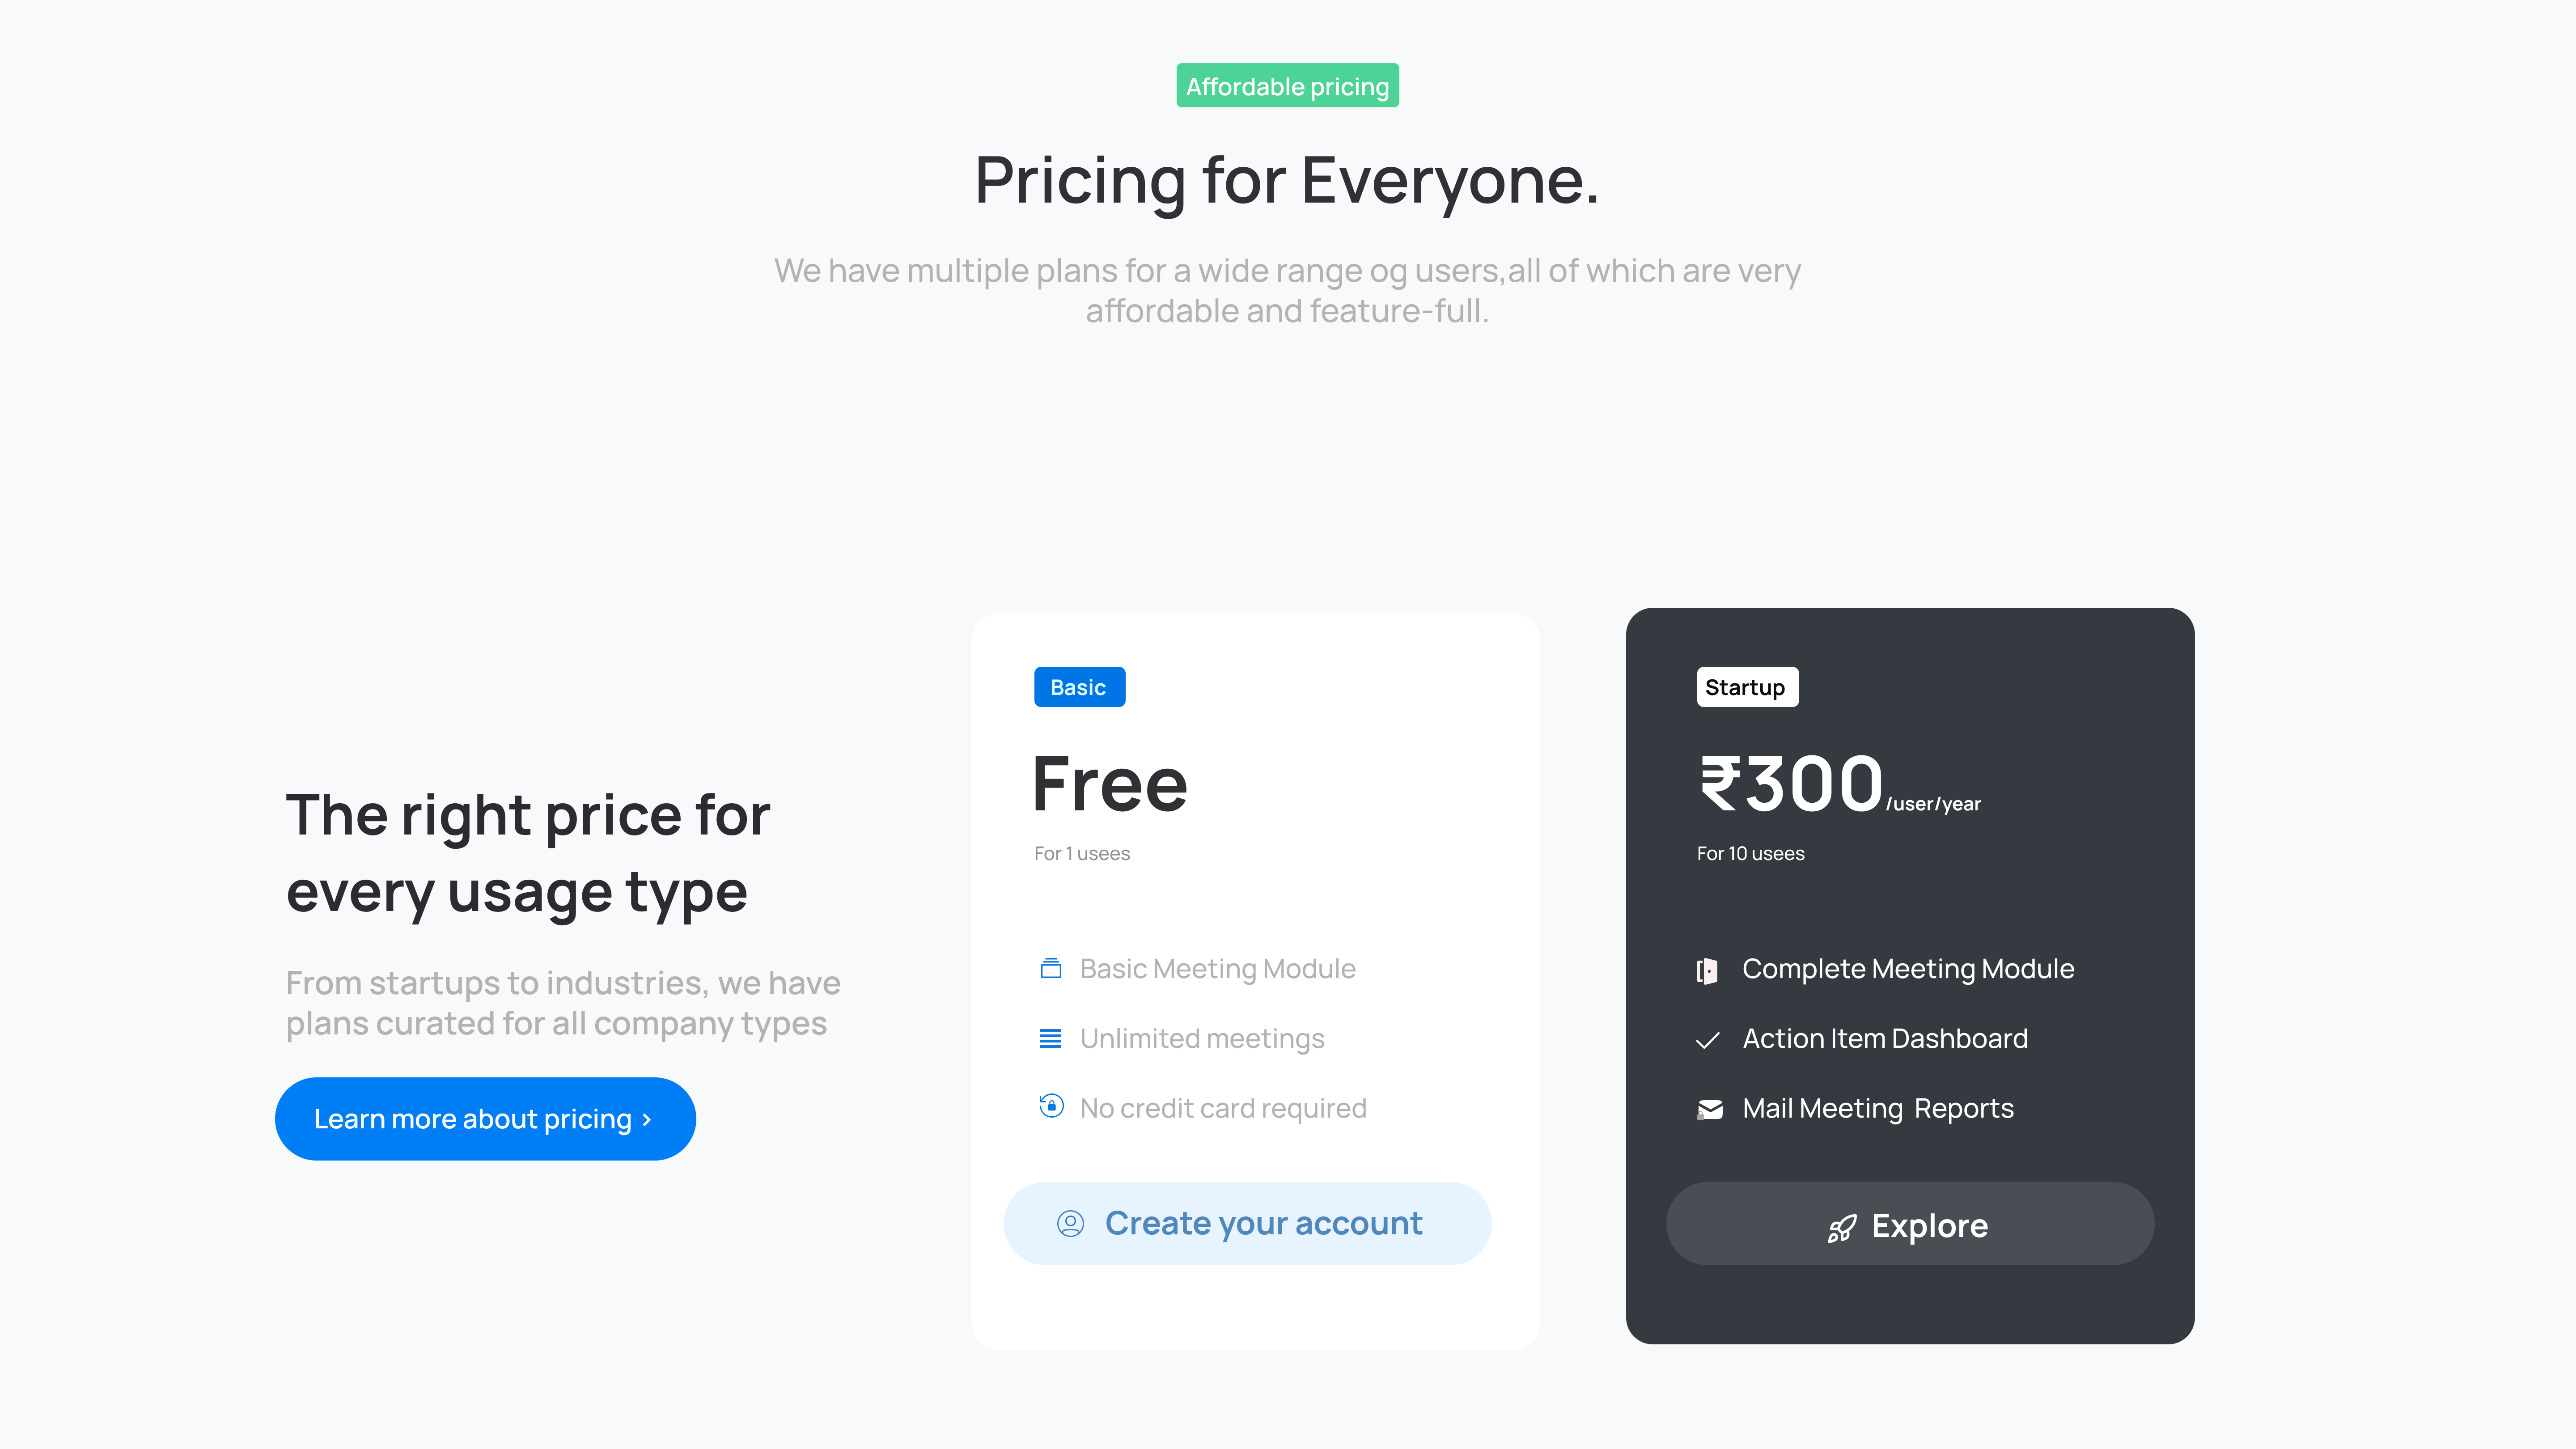 Affordable pricing
Pricing for Everyone.
We have multiple plans for a wide range og users,all of which are very
affordable and feature-full.
The right price for
every usage type
From startups to industries, we have
plans curated for all company types
Learn more about pricing >
Basic
Free
For 1 usees
Basic Meeting Module
Unlimited meetings
No credit card required
Create your account
Startup
₹300/user/year
For 10 usees
Complete Meeting Module
Action Item Dashboard
Mail Meeting  Reports
Explore